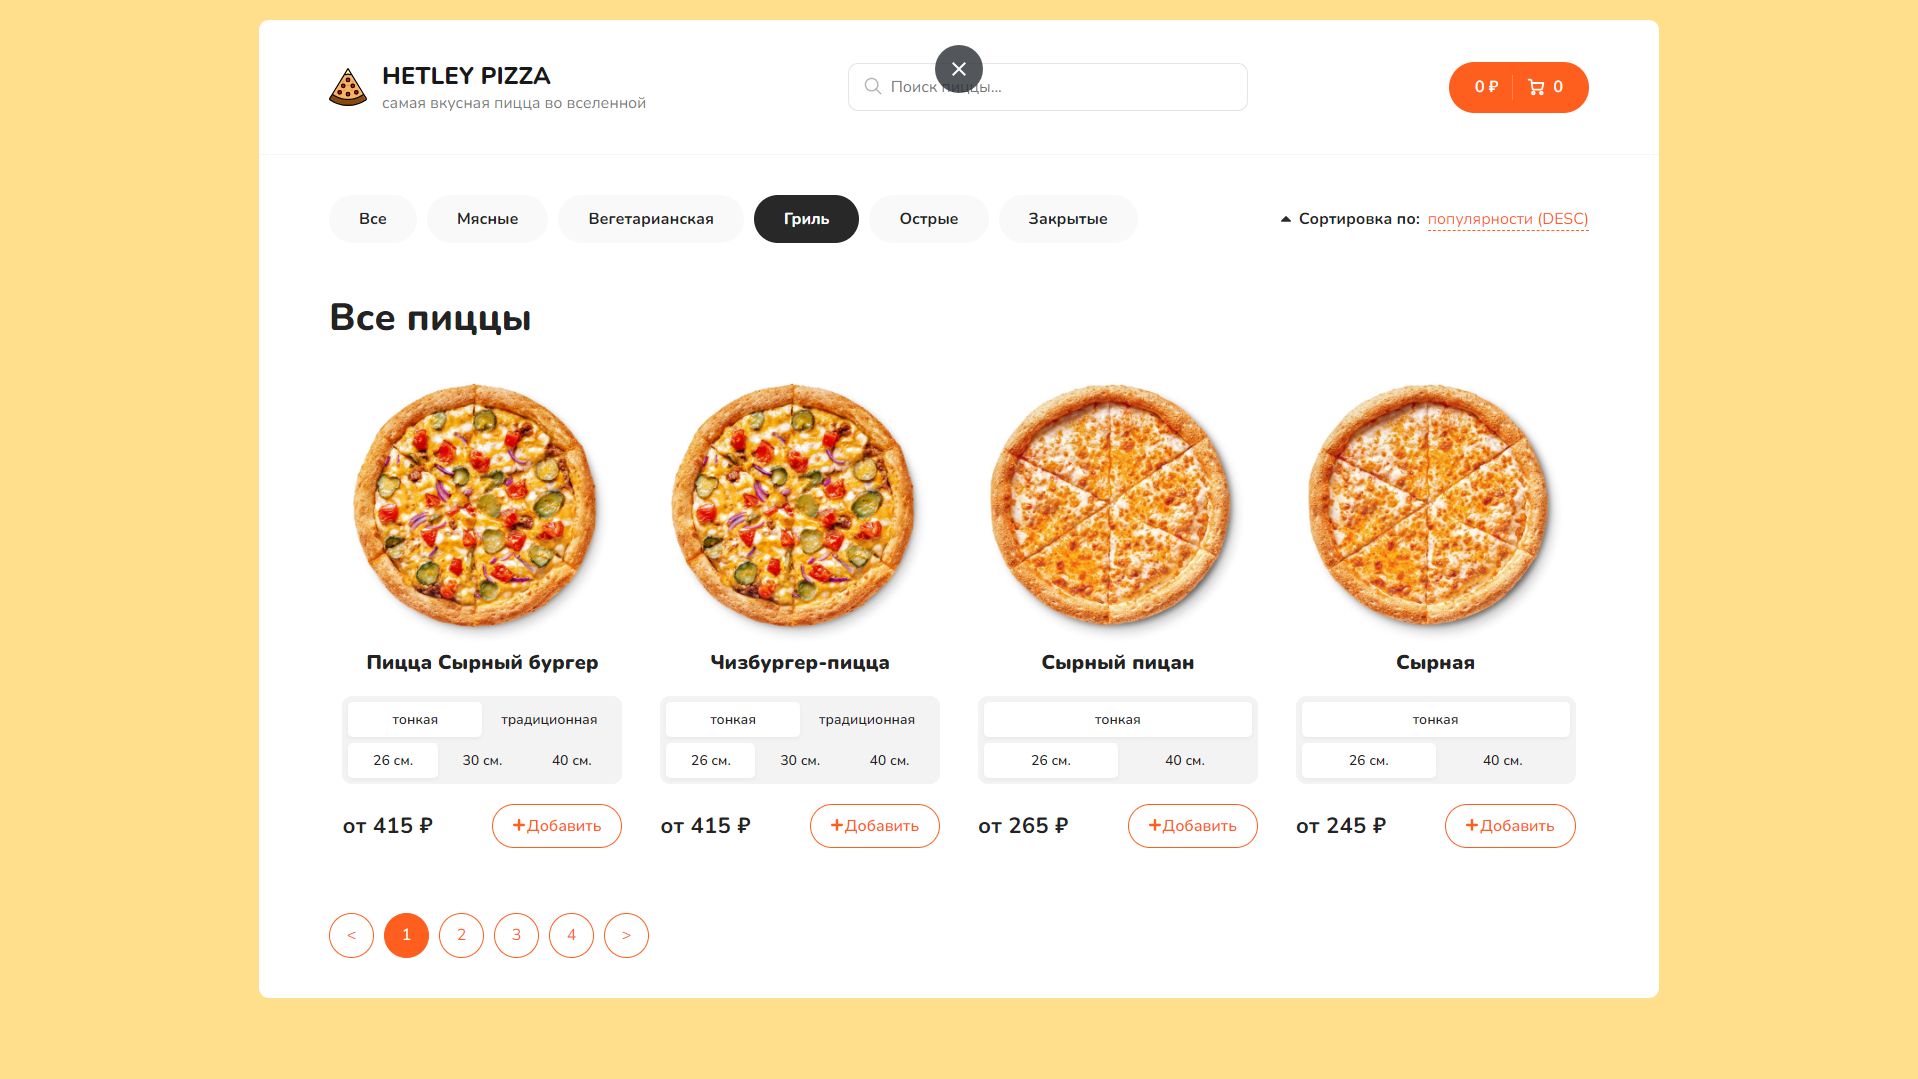 HETLEY PIZZA
самая вкусная пицца во вселенной
Поиск пиццы...
0 ₽ 0
Все Мясные Вегетарианская Гриль Острые Закрытые Сортировка по: популярности (DESC)
Все пиццы
Пицца Сырный бургер Чизбургер-пицца Сырный пицан Сырная
тонкая традиционная тонкая традиционная тонкая тонкая
26 см. 30 см. 40 см. 26 см. 30 см. 40 см. 26 см. 40 см. 26 см. 40 см.
от 415 ₽ +Добавить от 415 ₽ +Добавить от 265 ₽ +Добавить от 245 ₽ +Добавить
< 1 2 3 4 >